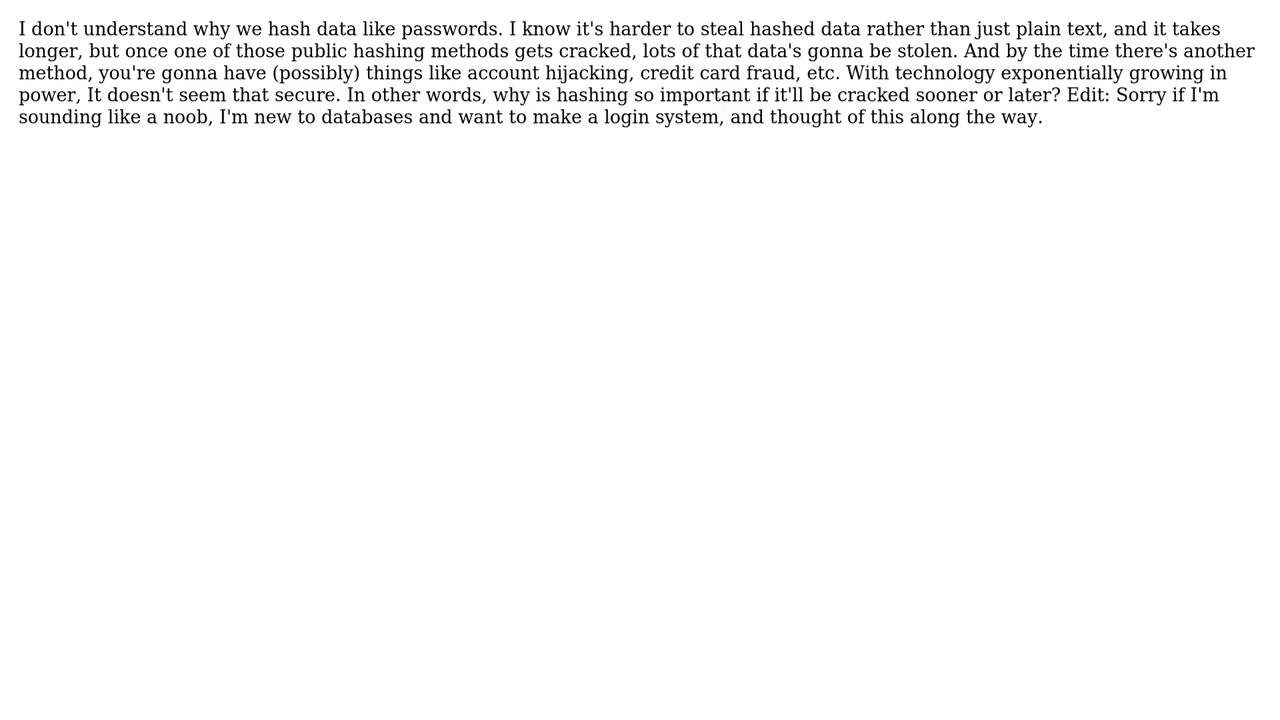 I don't understand why we hash data like passwords. I know it's harder to steal hashed data rather than just plain text, and it takes
longer, but once one of those public hashing methods gets cracked, lots of that data's gonna be stolen. And by the time there's another
method, you're gonna have (possibly) things like account hijacking, credit card fraud, etc. With technology exponentially growing in
power, It doesn't seem that secure. In other words, why is hashing so important if it'll be cracked sooner or later? Edit: Sorry if I'm
sounding like a noob, I'm new to databases and want to make a login system, and thought of this along the way.